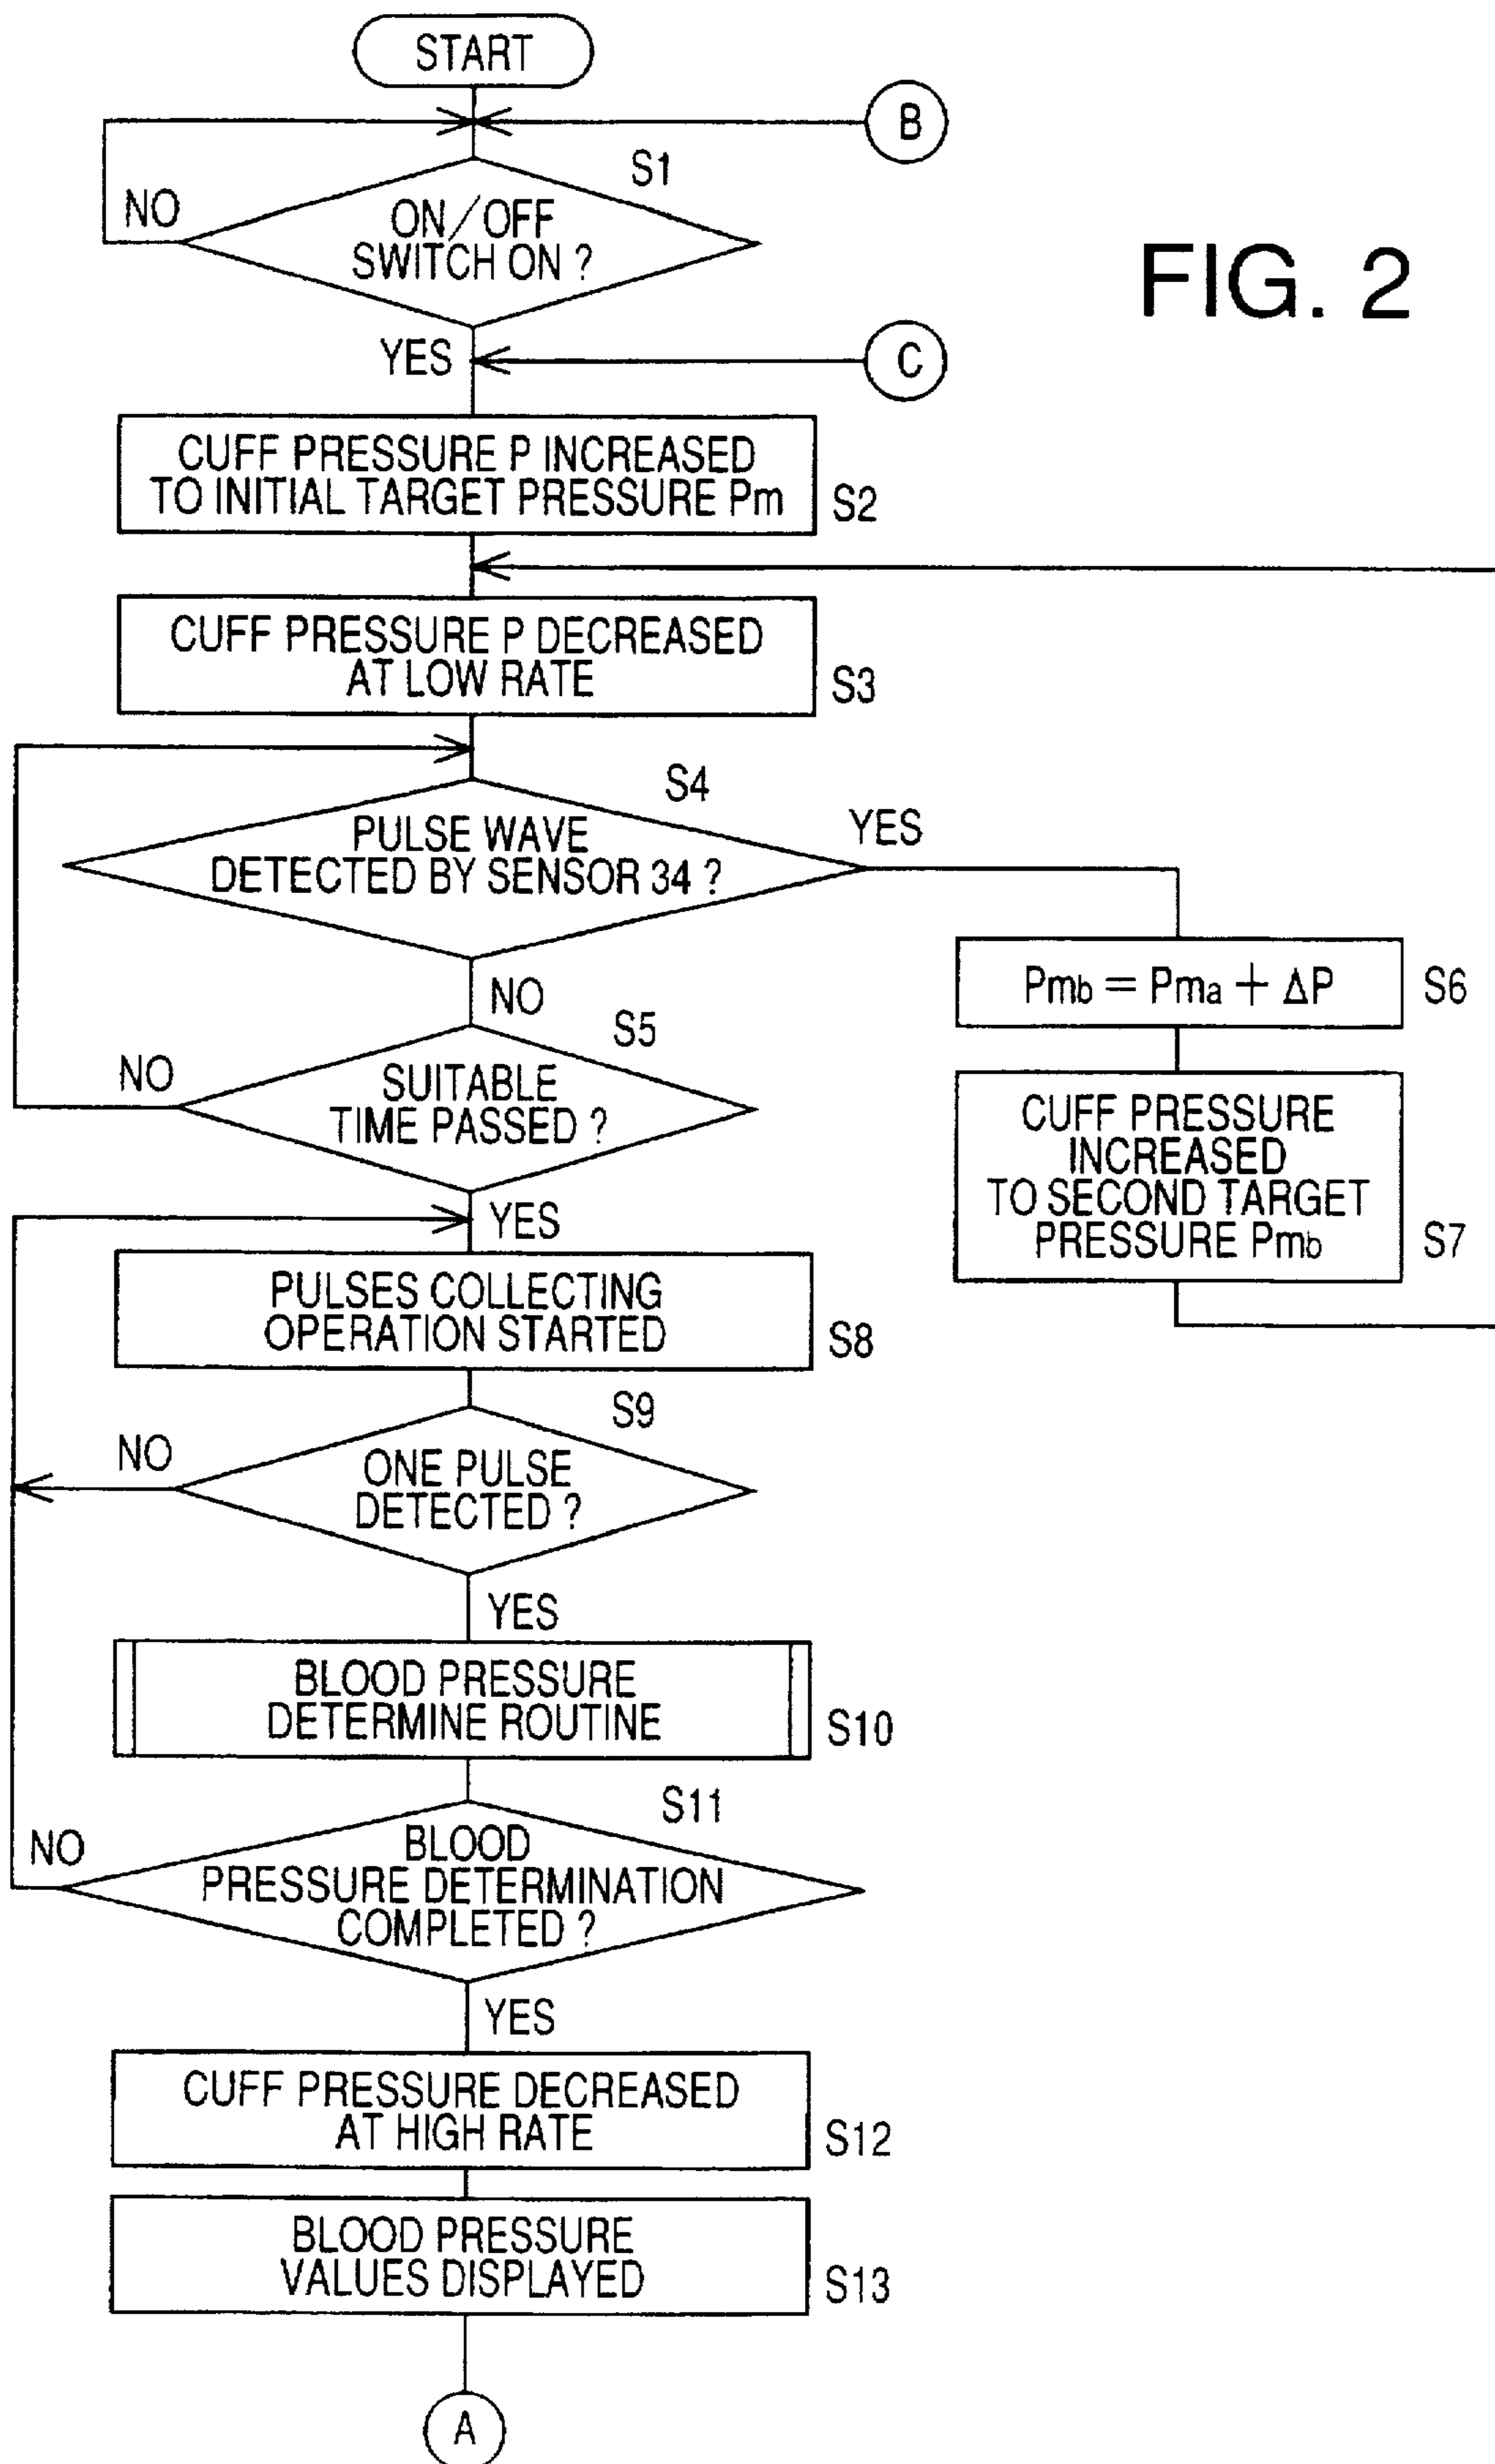 START
B
S1
NO
ON/OFF
SWITCH ON ?
FIG. 2
YES
C
CUFF PRESSURE P INCREASED
TO INITIAL TARGET PRESSURE Pm
S2
CUFF PRESSURE P DECREASED
AT LOW RATE
S3
S4
PULSE WAVE
DETECTED BY SENSOR 34 ?
YES
NO
Pmb = Pma + ΔP
S6
S5
NO
SUITABLE
TIME PASSED ?
YES
CUFF PRESSURE
INCREASED
TO SECOND TARGET
PRESSURE Pmb
S7
PULSES COLLECTING
OPERATION STARTED
S8
S9
NO
ONE PULSE
DETECTED ?
YES
BLOOD PRESSURE
DETERMINE ROUTINE
S10
S11
NO
BLOOD
PRESSURE DETERMINATION
COMPLETED ?
YES
CUFF PRESSURE DECREASED
AT HIGH RATE
S12
BLOOD PRESSURE
VALUES DISPLAYED
S13
A